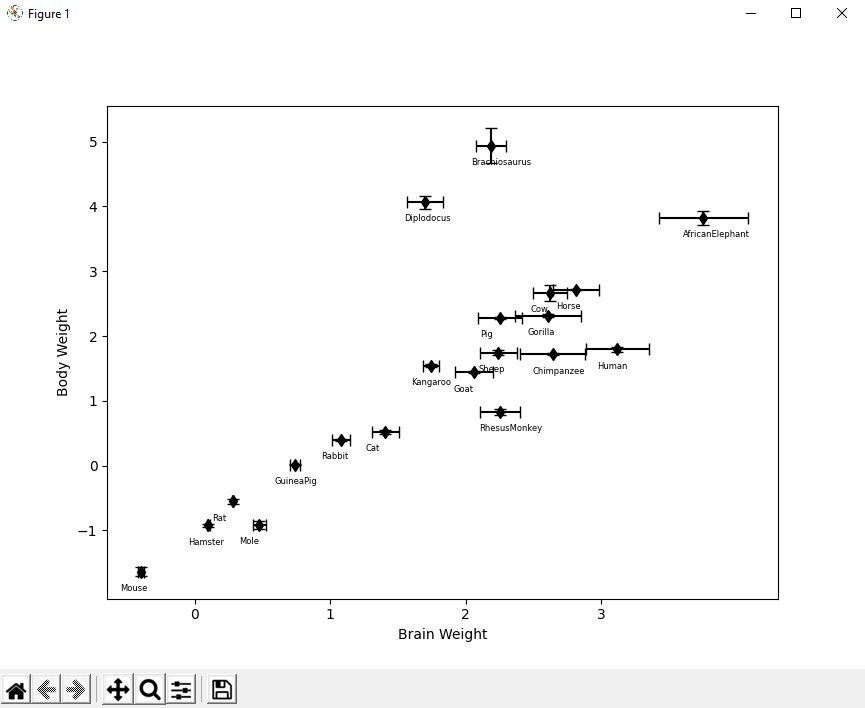 Figure 1
5
Brachiosaurus
4
Diplodocus
AfricanElephant
3
Cow
Horse
Pig
Gorilla
2
Sheep
Chimpanzee
Human
Kangaroo
Goat
1
RhesusMonkey
Cat
Rabbit
0
GuineaPig
Rat
−1
Hamster
Mole
Mouse
0 1 2 3
Brain Weight
Body Weight